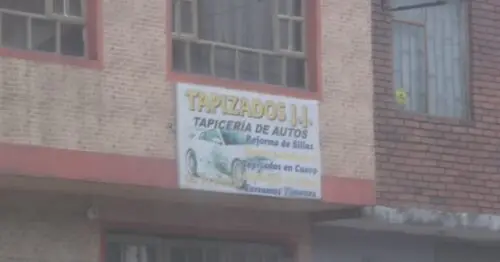 TAPIZADOS J.J.
TAPICERÍA DE AUTOS
Reforma de Sillas
Tapizados en Cuero